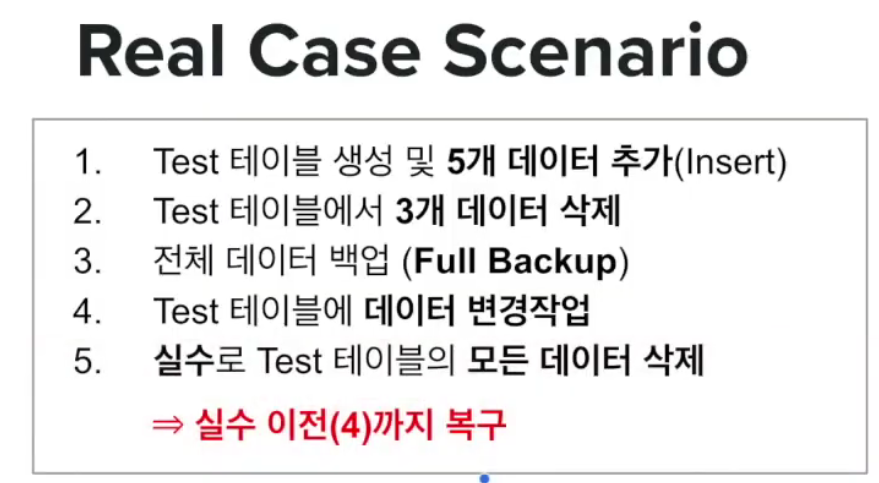 Real Case Scenario
1. Test 테이블 생성 및 5개 데이터 추가(Insert)
2. Test 테이블에서 3개 데이터 삭제
3. 전체 데이터 백업 (Full Backup)
4. Test 테이블에 데이터 변경작업
5. 실수로 Test 테이블의 모든 데이터 삭제
⇒ 실수 이전(4)까지 복구